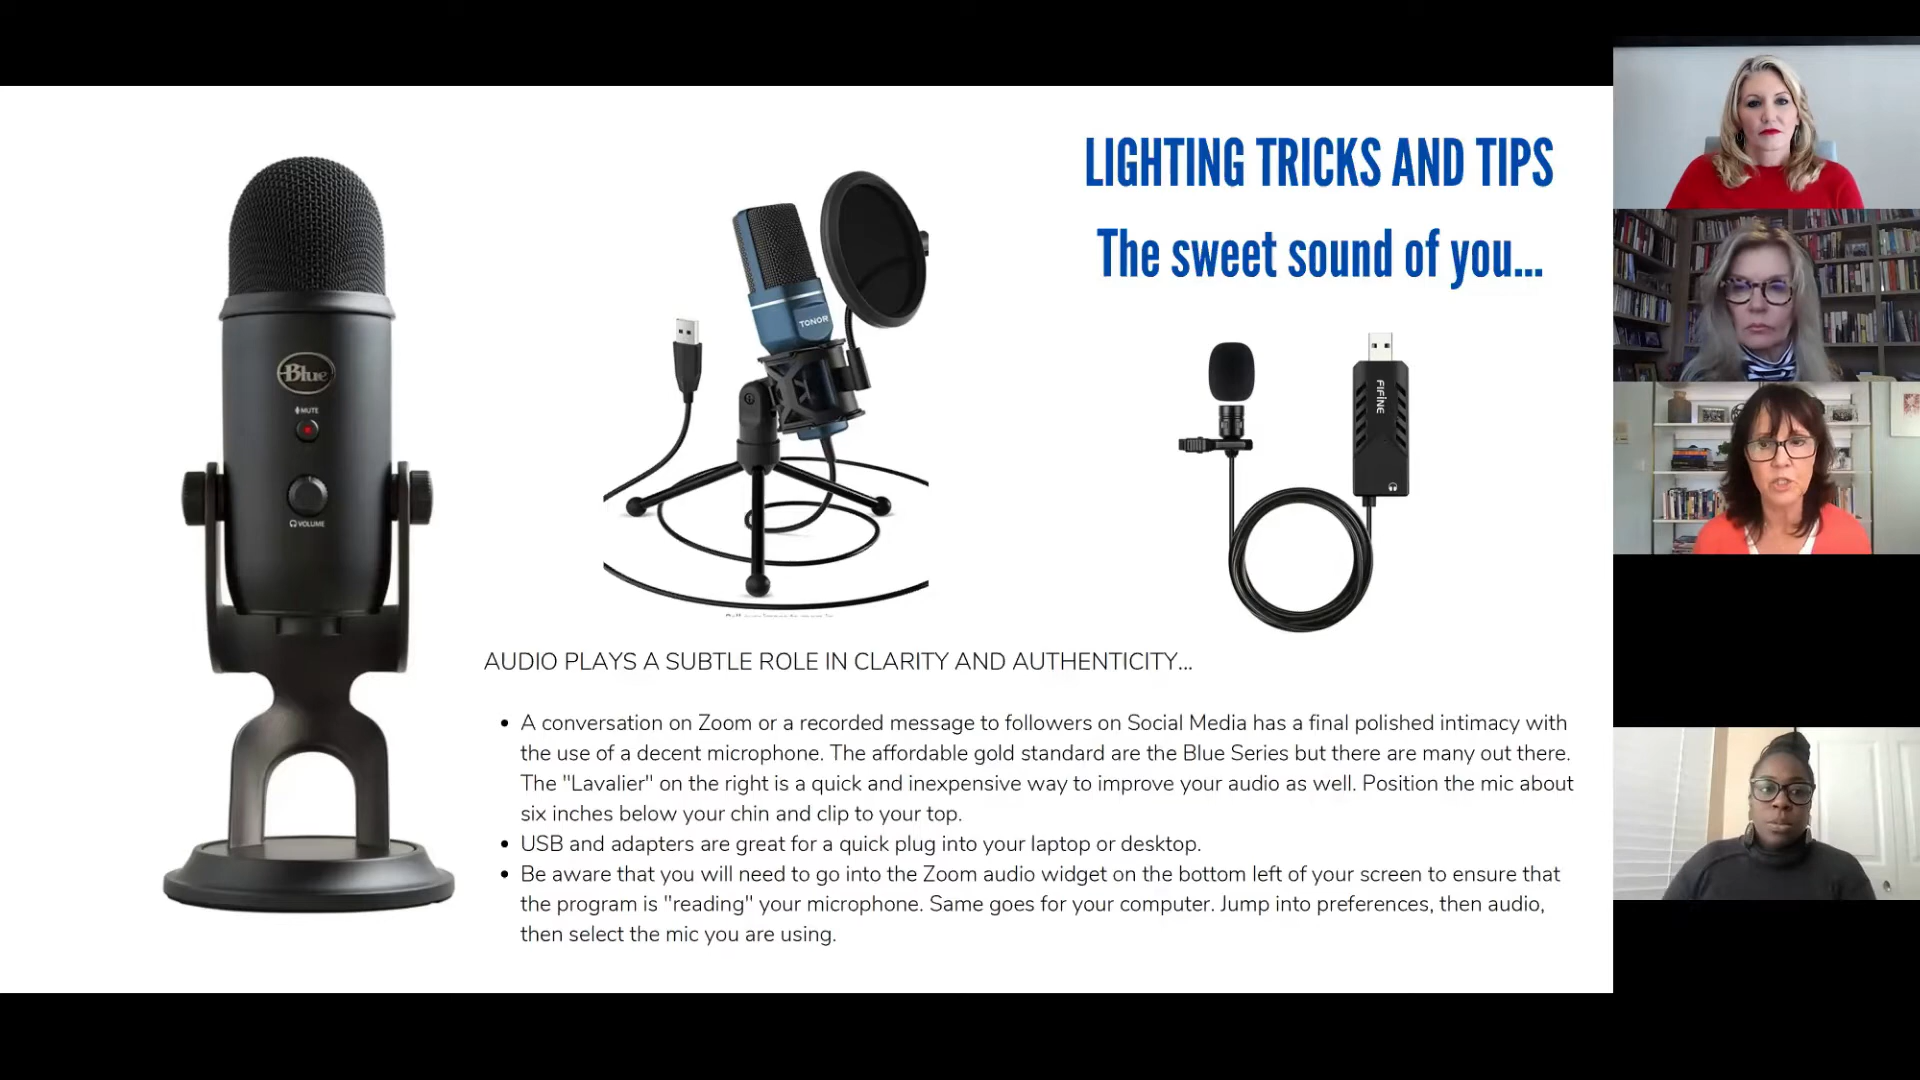 LIGHTING TRICKS AND TIPS
The sweet sound of you...
Blue
MUTE
VOLUME
TONOR
FIFINE
AUDIO PLAYS A SUBTLE ROLE IN CLARITY AND AUTHENTICITY...
• A conversation on Zoom or a recorded message to followers on Social Media has a final polished intimacy with
the use of a decent microphone. The affordable gold standard are the Blue Series but there are many out there.
The "Lavalier" on the right is a quick and inexpensive way to improve your audio as well. Position the mic about
six inches below your chin and clip to your top.
• USB and adapters are great for a quick plug into your laptop or desktop.
• Be aware that you will need to go into the Zoom audio widget on the bottom left of your screen to ensure that
the program is "reading" your microphone. Same goes for your computer. Jump into preferences, then audio,
then select the mic you are using.